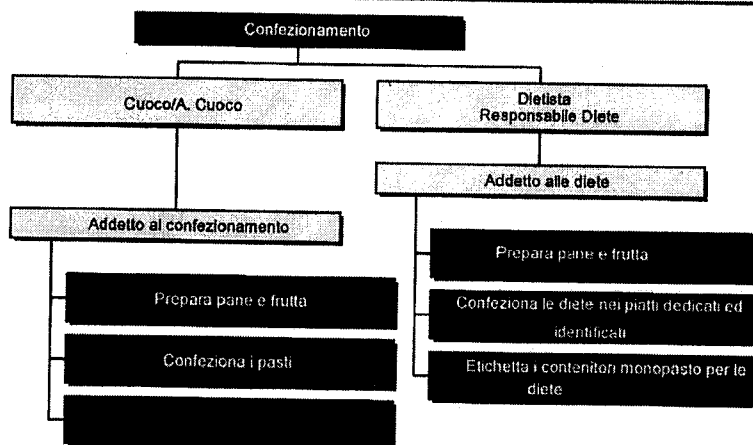 Confezionamento
Cuoco/A. Cuoco
Dietista
Responsabile Diete
Addetto alle diete
Addetto al confezionamento
Prepara pane e frutta
Confeziona i pasti
Prepara pane e frutta
Confeziona le diete nei piatti dedicati ed
identificati
Etichetta i contenitori monopasto per le
diete